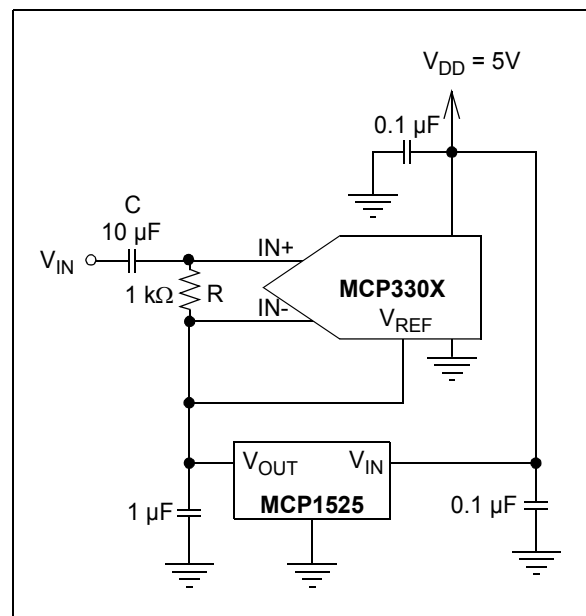 V_DD = 5V
0.1 µF
C
10 µF
V_IN
IN+
1 kΩ
R
IN-
MCP330X
V_REF
V_OUT
V_IN
MCP1525
1 µF
0.1 µF